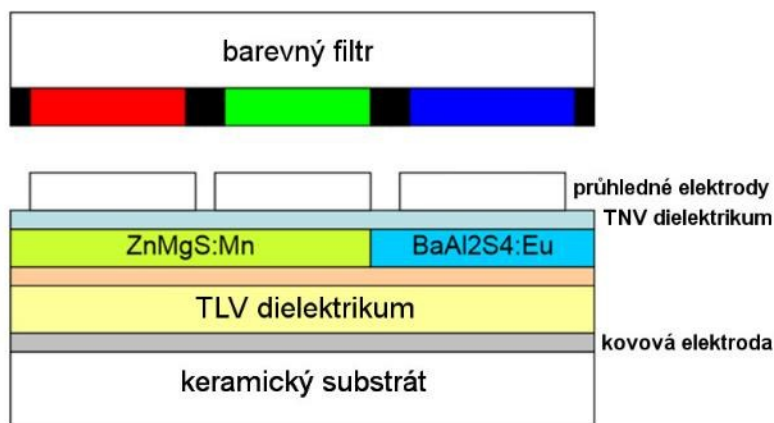 barevný filtr
průhledné elektrody
TNV dielektrikum
ZnMgS:Mn
BaAl2S4:Eu
TLV dielektrikum
kovová elektroda
keramický substrát